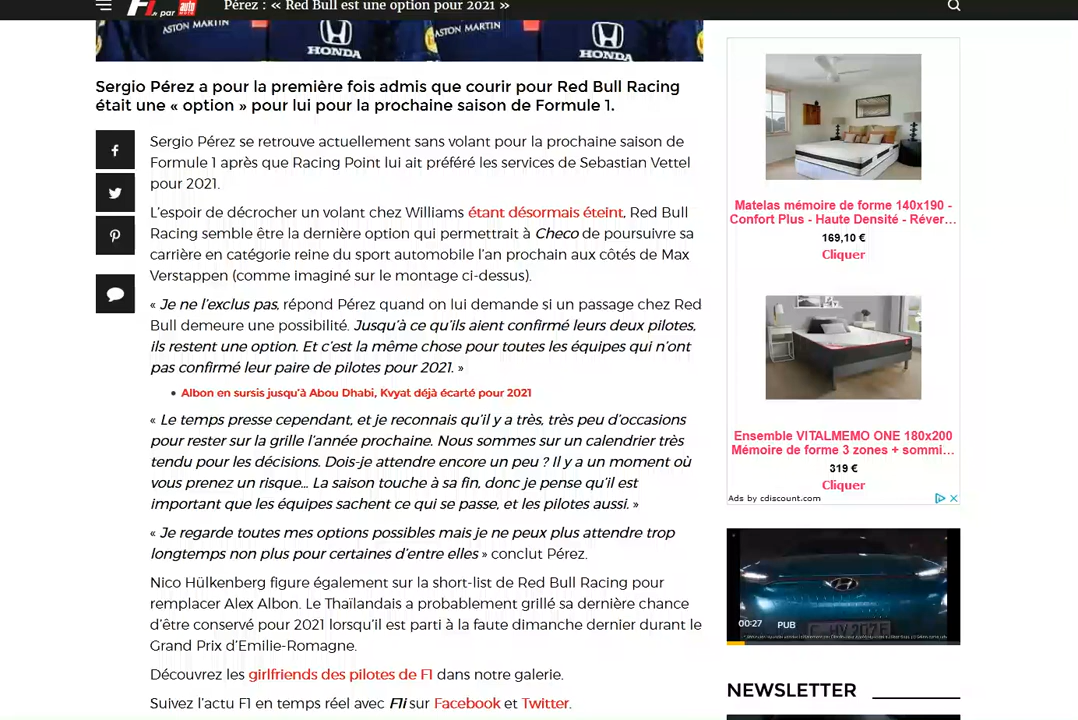 F1i par auto moto
Pérez : « Red Bull est une option pour 2021 »
ASTON MARTIN
HONDA
ASTON MARTIN
HONDA
Sergio Pérez a pour la première fois admis que courir pour Red Bull Racing
était une « option » pour lui pour la prochaine saison de Formule 1.
Sergio Pérez se retrouve actuellement sans volant pour la prochaine saison de
Formule 1 après que Racing Point lui ait préféré les services de Sebastian Vettel
pour 2021.
L’espoir de décrocher un volant chez Williams étant désormais éteint, Red Bull
Racing semble être la dernière option qui permettrait à Checo de poursuivre sa
carrière en catégorie reine du sport automobile l’an prochain aux côtés de Max
Verstappen (comme imaginé sur le montage ci-dessus).
« Je ne l’exclus pas, répond Pérez quand on lui demande si un passage chez Red
Bull demeure une possibilité. Jusqu’à ce qu’ils aient confirmé leurs deux pilotes,
ils restent une option. Et c’est la même chose pour toutes les équipes qui n’ont
pas confirmé leur paire de pilotes pour 2021. »
• Albon en sursis jusqu’à Abou Dhabi, Kvyat déjà écarté pour 2021
« Le temps presse cependant, et je reconnais qu’il y a très, très peu d’occasions
pour rester sur la grille l’année prochaine. Nous sommes sur un calendrier très
tendu pour les décisions. Dois-je attendre encore un peu ? Il y a un moment où
vous prenez un risque… La saison touche à sa fin, donc je pense qu’il est
important que les équipes sachent ce qui se passe, et les pilotes aussi. »
« Je regarde toutes mes options possibles mais je ne peux plus attendre trop
longtemps non plus pour certaines d’entre elles » conclut Pérez.
Nico Hülkenberg figure également sur la short-list de Red Bull Racing pour
remplacer Alex Albon. Le Thaïlandais a probablement grillé sa dernière chance
d’être conservé pour 2021 lorsqu’il est parti à la faute dimanche dernier durant le
Grand Prix d’Emilie-Romagne.
Découvrez les girlfriends des pilotes de F1 dans notre galerie.
Suivez l’actu F1 en temps réel avec F1i sur Facebook et Twitter.
Matelas mémoire de forme 140x190 -
Confort Plus - Haute Densité - Réver…
169,10 €
Cliquer
Ensemble VITALMEMO ONE 180x200
Mémoire de forme 3 zones + sommi…
319 €
Cliquer
Ads by cdiscount.com
00:27 PUB
NEWSLETTER